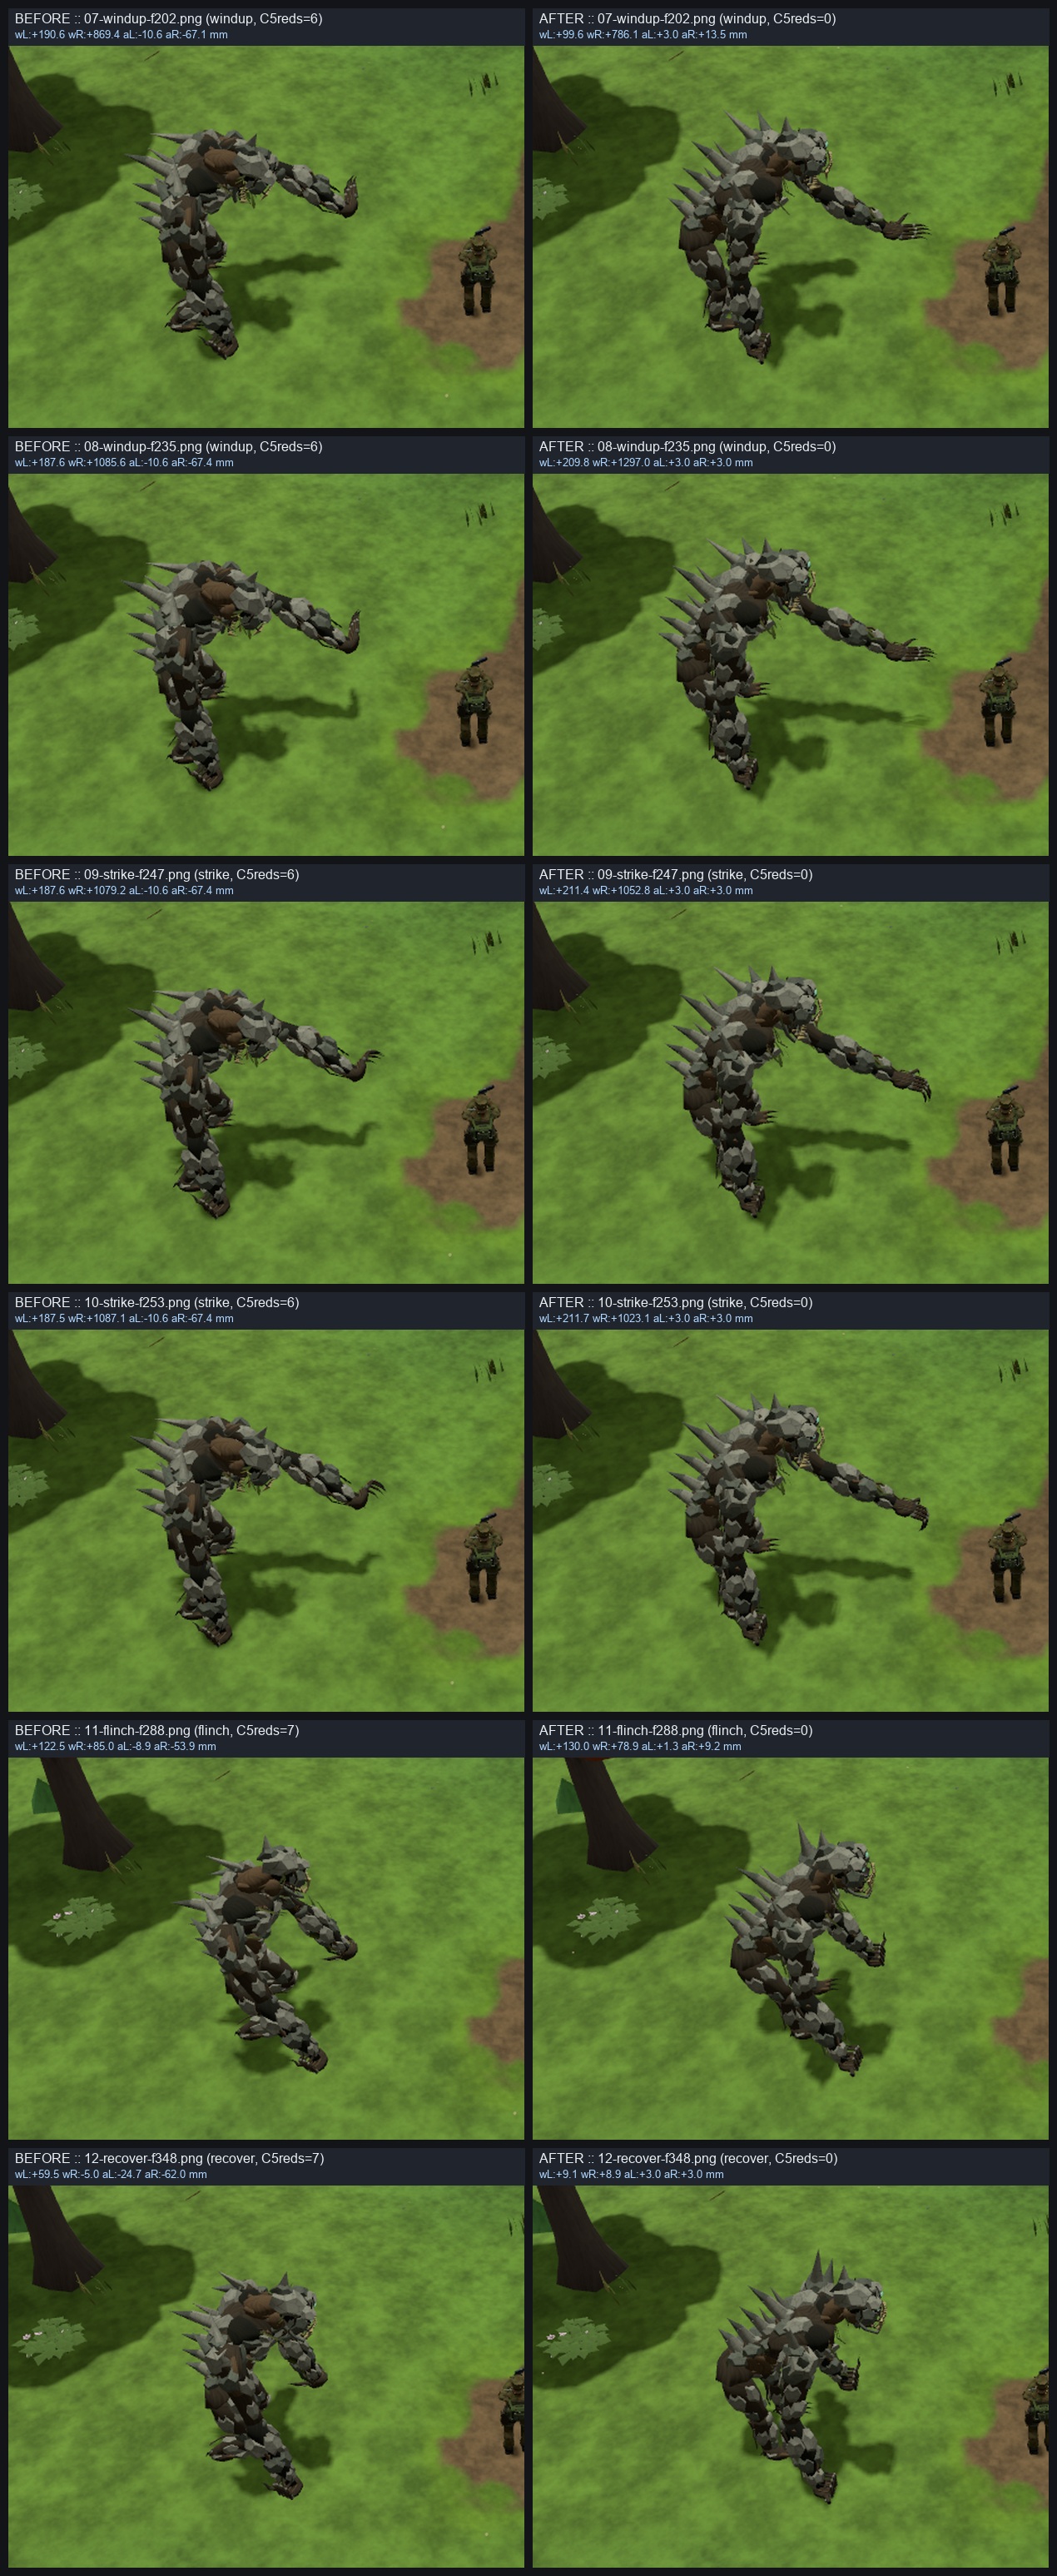 BEFORE :: 07-windup-f202.png (windup, C5reds=6)
wL:+190.6 wR:+869.4 aL:-10.6 aR:-67.1 mm
AFTER :: 07-windup-f202.png (windup, C5reds=0)
wL:+99.6 wR:+786.1 aL:+3.0 aR:+13.5 mm
BEFORE :: 08-windup-f235.png (windup, C5reds=6)
wL:+187.6 wR:+1085.6 aL:-10.6 aR:-67.4 mm
AFTER :: 08-windup-f235.png (windup, C5reds=0)
wL:+209.8 wR:+1297.0 aL:+3.0 aR:+3.0 mm
BEFORE :: 09-strike-f247.png (strike, C5reds=6)
wL:+187.6 wR:+1079.2 aL:-10.6 aR:-67.4 mm
AFTER :: 09-strike-f247.png (strike, C5reds=0)
wL:+211.4 wR:+1052.8 aL:+3.0 aR:+3.0 mm
BEFORE :: 10-strike-f253.png (strike, C5reds=6)
wL:+187.5 wR:+1087.1 aL:-10.6 aR:-67.4 mm
AFTER :: 10-strike-f253.png (strike, C5reds=0)
wL:+211.7 wR:+1023.1 aL:+3.0 aR:+3.0 mm
BEFORE :: 11-flinch-f288.png (flinch, C5reds=7)
wL:+122.5 wR:+85.0 aL:-8.9 aR:-53.9 mm
AFTER :: 11-flinch-f288.png (flinch, C5reds=0)
wL:+130.0 wR:+78.9 aL:+1.3 aR:+9.2 mm
BEFORE :: 12-recover-f348.png (recover, C5reds=7)
wL:+59.5 wR:-5.0 aL:-24.7 aR:-62.0 mm
AFTER :: 12-recover-f348.png (recover, C5reds=0)
wL:+9.1 wR:+8.9 aL:+3.0 aR:+3.0 mm